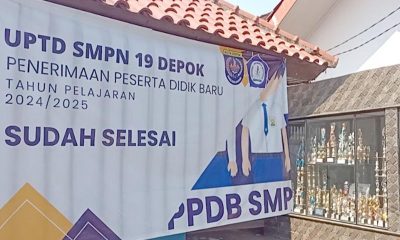 UPTD SMPN 19 DEPOK
PENERIMAAN PESERTA DIDIK BARU
TAHUN PELAJARAN
2024/2025
SUDAH SELESAI
PPDB SMP